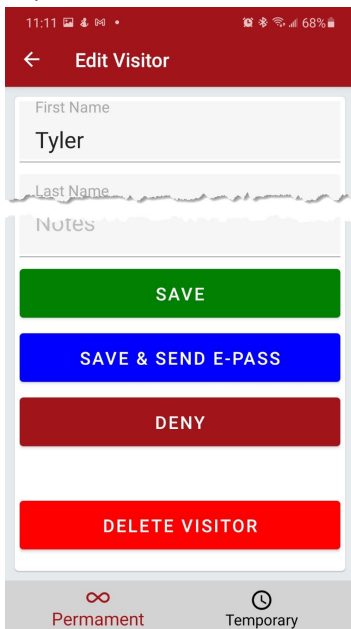 11:11 68%
Edit Visitor
First Name
Tyler
Last Name
Notes
SAVE
SAVE & SEND E-PASS
DENY
DELETE VISITOR
Permament Temporary